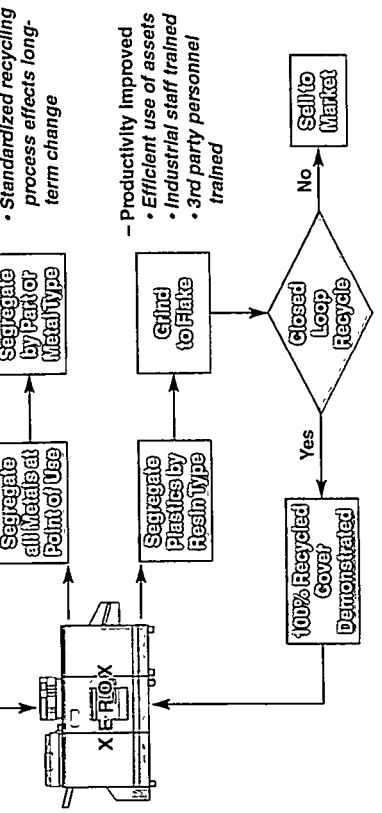 • Standardized recycling
process effects long-
term change
– Productivity Improved
• Efficient use of assets
• Industrial staff trained
• 3rd party personnel
trained
Segregate
by Part or
Metal Type
Segregate
all Metals at
Point of Use
Grind
to Flake
Segregate
Plastics by
Resin Type
XEROX
Closed
Loop
Recycle
No
Sell to
Market
Yes
100% Recycled
Cover
Demonstrated